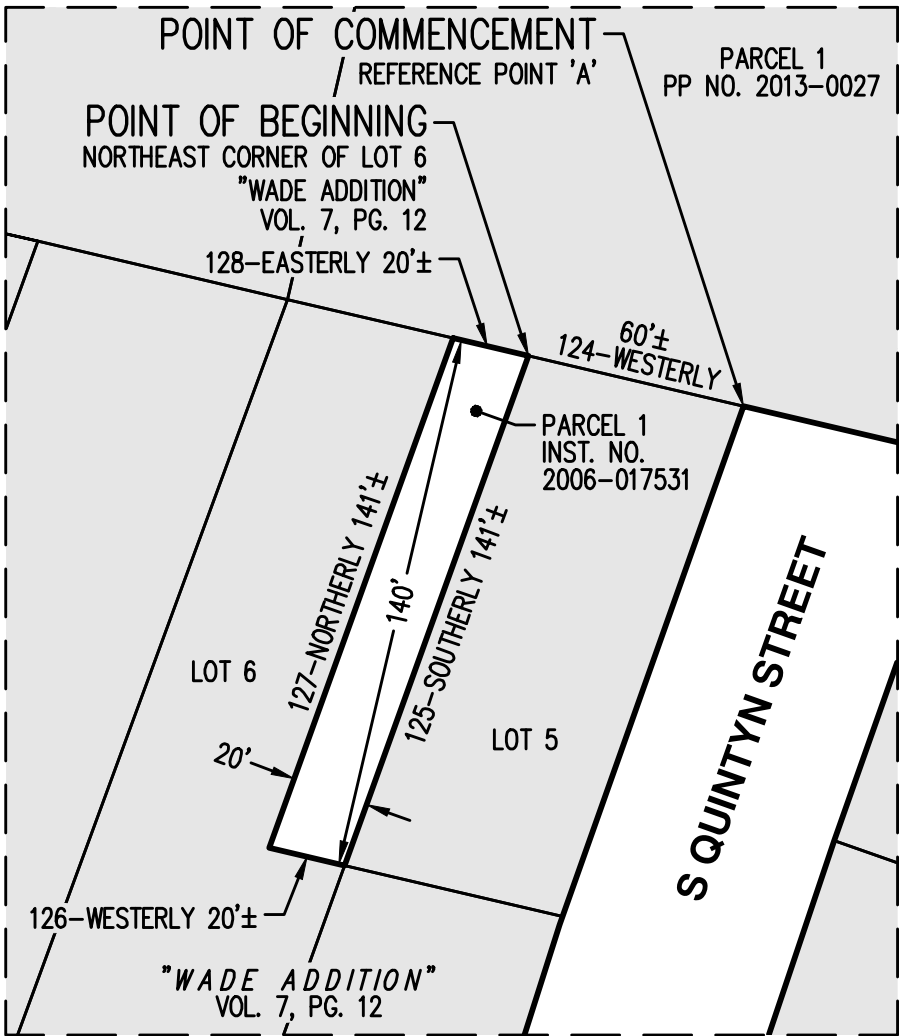 POINT OF COMMENCEMENT
REFERENCE POINT 'A'
PARCEL 1
PP NO. 2013-0027
POINT OF BEGINNING
NORTHEAST CORNER OF LOT 6
"WADE ADDITION"
VOL. 7, PG. 12
128-EASTERLY 20'±
60'±
124-WESTERLY
PARCEL 1
INST. NO.
2006-017531
127-NORTHERLY 141'±
140'
125-SOUTHERLY 141'±
LOT 6
20'
LOT 5
S QUINTYN STREET
126-WESTERLY 20'±
"WADE ADDITION"
VOL. 7, PG. 12